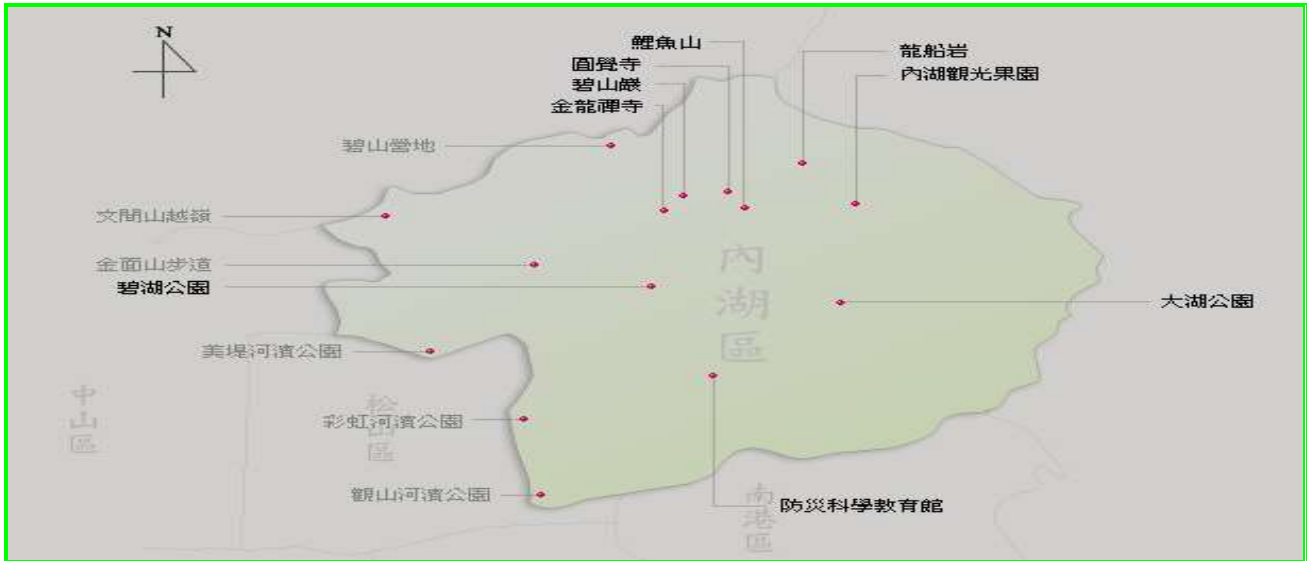 N
鯉魚山
圓覺寺
碧山巖
金龍禪寺
龍船岩
內湖觀光果園
碧山營地
文間山越嶺
金面山步道
碧湖公園
內湖區
大湖公園
美堤河濱公園
中山區
松山區
彩虹河濱公園
觀山河濱公園
南港區
防災科學教育館